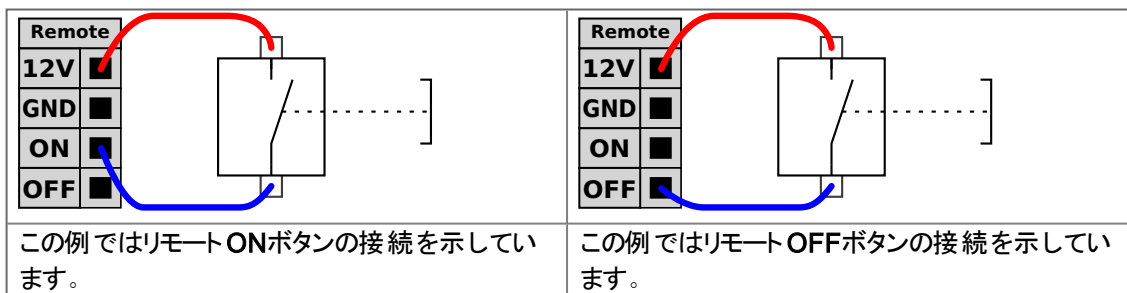 Remote
12V
GND
ON
OFF
この例ではリモートONボタンの接続を示してい
ます。
Remote
12V
GND
ON
OFF
この例ではリモートOFFボタンの接続を示してい
ます。